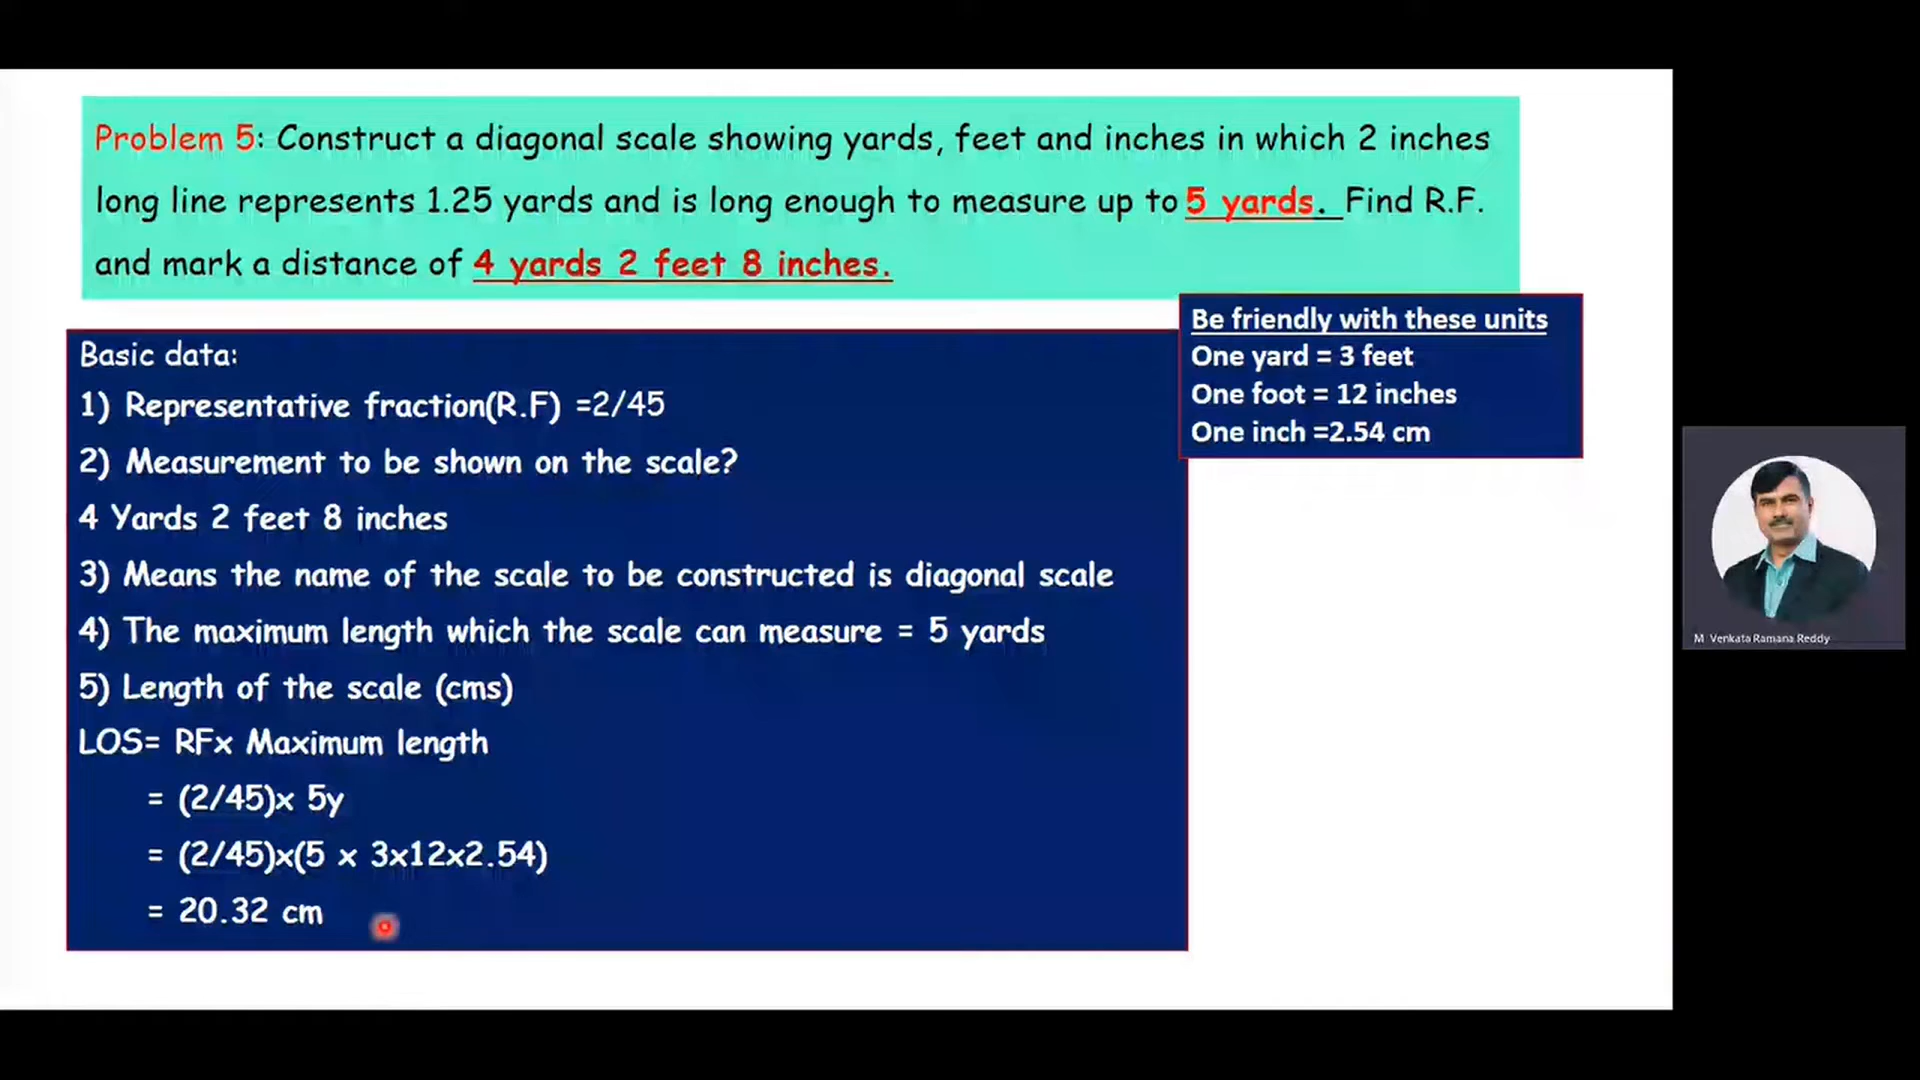 Problem 5: Construct a diagonal scale showing yards, feet and inches in which 2 inches
long line represents 1.25 yards and is long enough to measure up to 5 yards. Find R.F.
and mark a distance of 4 yards 2 feet 8 inches.
Be friendly with these units
One yard = 3 feet
One foot = 12 inches
One inch =2.54 cm
Basic data:
1) Representative fraction(R.F) =2/45
2) Measurement to be shown on the scale?
4 Yards 2 feet 8 inches
3) Means the name of the scale to be constructed is diagonal scale
4) The maximum length which the scale can measure = 5 yards
5) Length of the scale (cms)
LOS= RFx Maximum length
= (2/45)x 5y
= (2/45)x(5 x 3x12x2.54)
= 20.32 cm
M Venkata Ramana Reddy